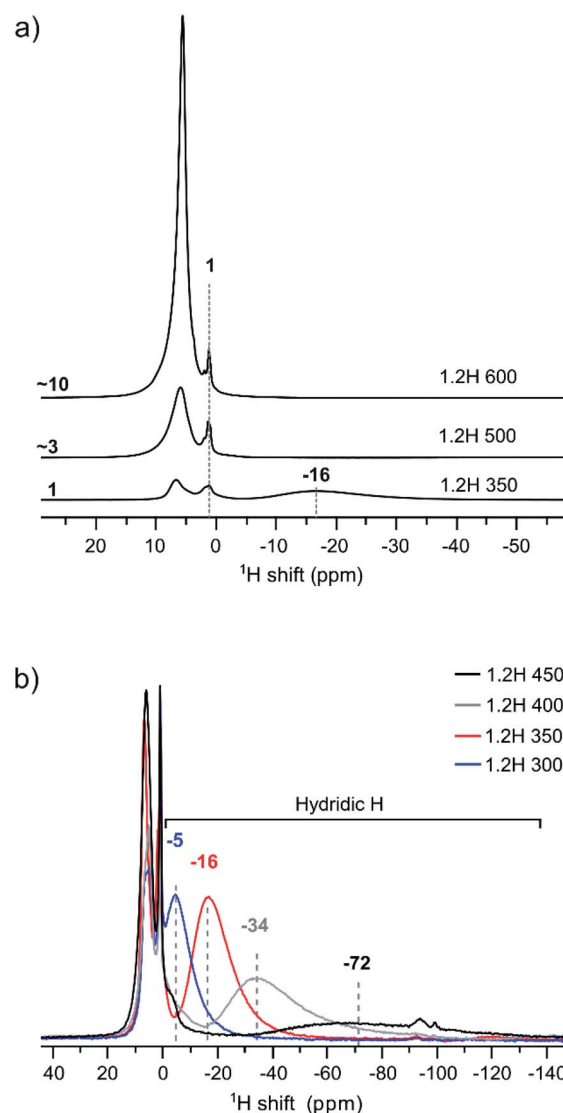 a)
1
~10
1.2H 600
~3
1.2H 500
1
-16
1.2H 350
20 10 0 -10 -20 -30 -40 -50
¹H shift (ppm)
b)
1.2H 450
1.2H 400
1.2H 350
1.2H 300
Hydridic H
-5
-16
-34
-72
40 20 0 -20 -40 -60 -80 -100 -120 -140
¹H shift (ppm)